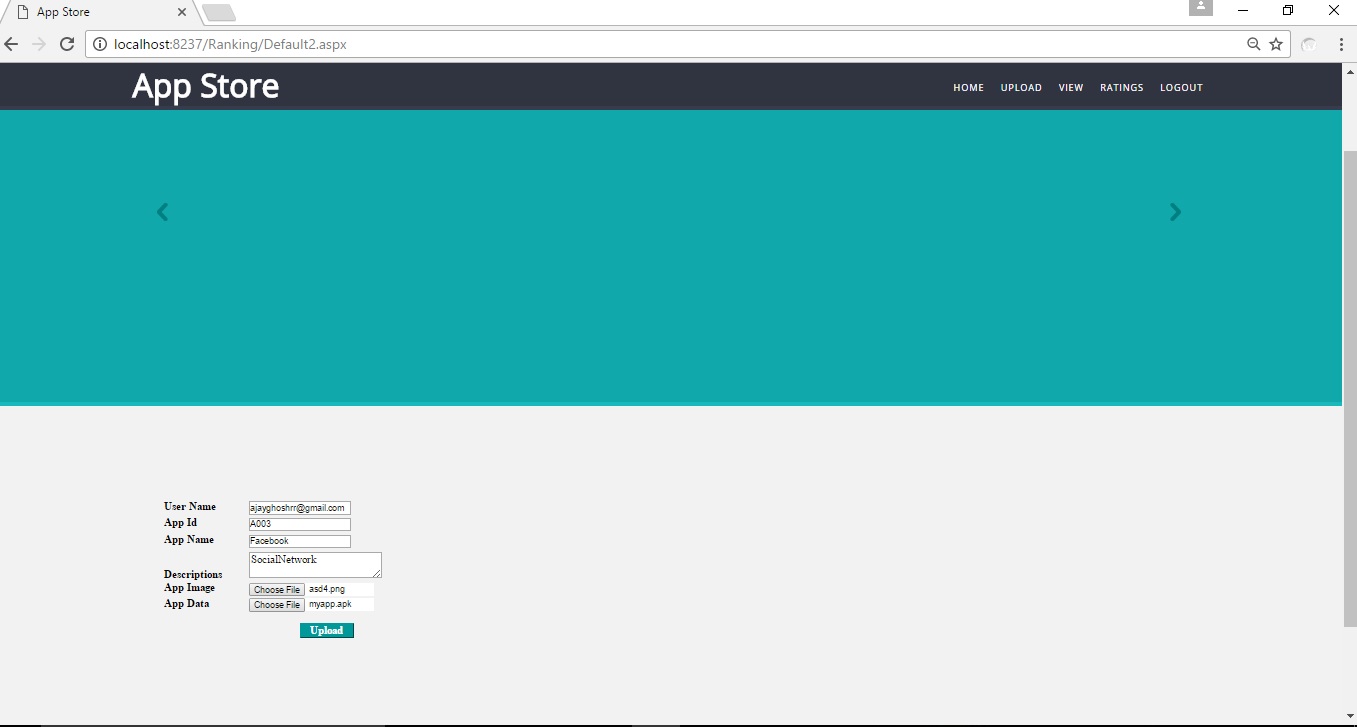 App Store
localhost:8237/Ranking/Default2.aspx
App Store HOME UPLOAD VIEW RATINGS LOGOUT
User Name ajayghoshrr@gmail.com
App Id A003
App Name Facebook
Descriptions SocialNetwork
App Image Choose File asd4.png
App Data Choose File myapp.apk
Upload